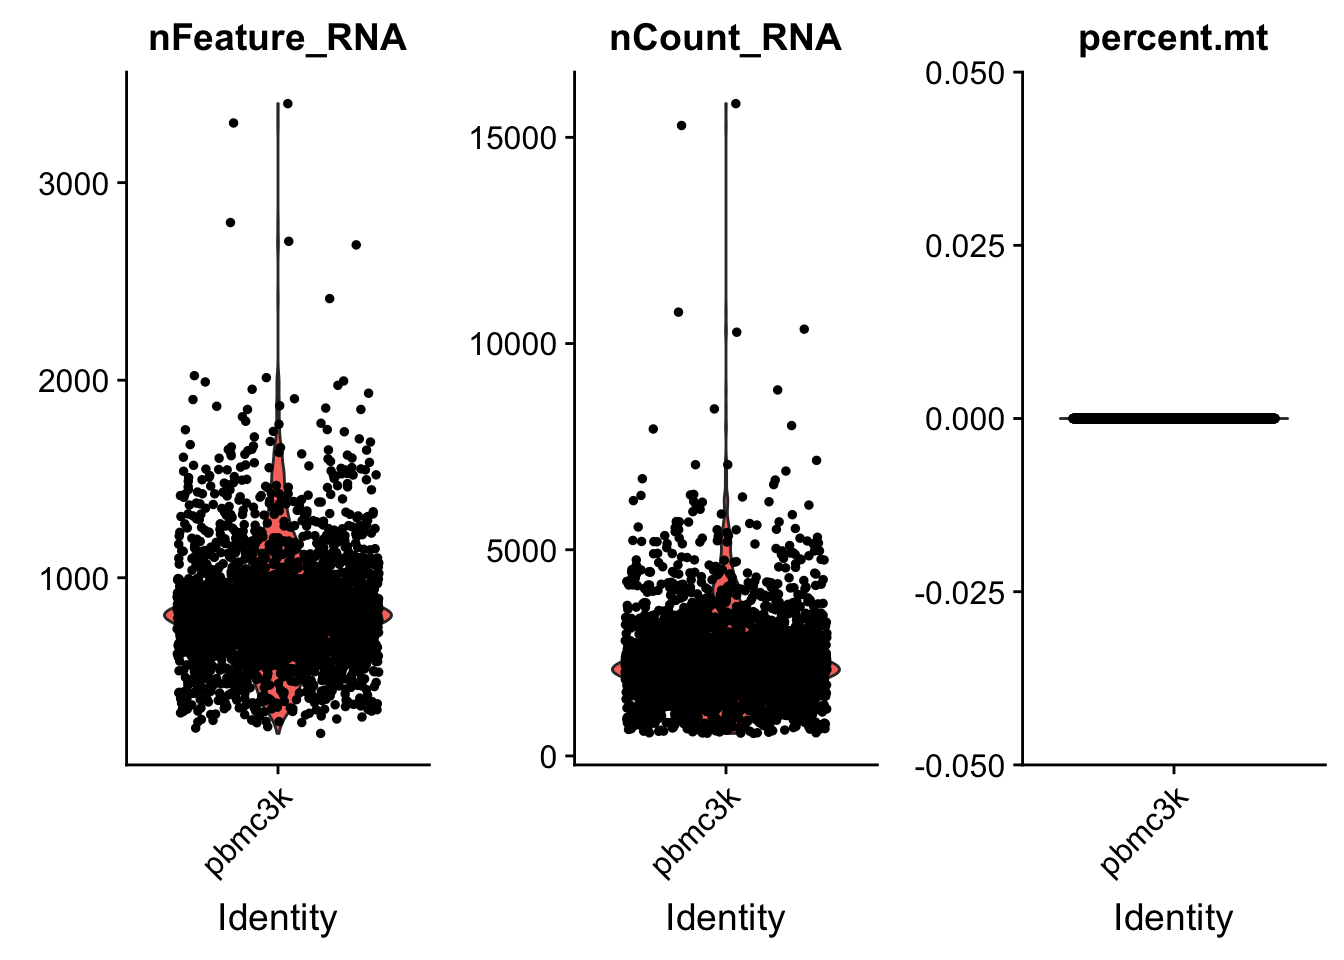 nFeature_RNA
3000
2000
1000
pbmc3k
Identity
nCount_RNA
15000
10000
5000
0
pbmc3k
Identity
percent.mt
0.050
0.025
0.000
-0.025
-0.050
pbmc3k
Identity